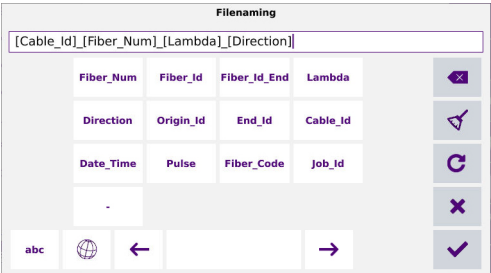 Filenaming
[Cable_Id]_[Fiber_Num]_[Lambda]_[Direction]
Fiber_Num Fiber_Id Fiber_Id_End Lambda
Direction Origin_Id End_Id Cable_Id
Date_Time Pulse Fiber_Code Job_Id
-
abc